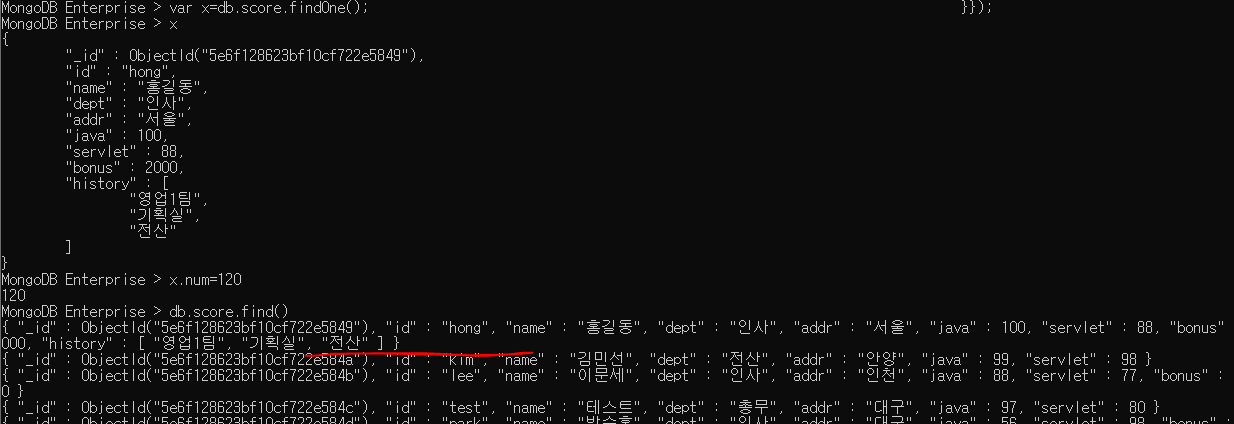 MongoDB Enterprise > var x=db.score.findOne(); }});
MongoDB Enterprise > x
{
"_id" : ObjectId("5e6f128623bf10cf722e5849"),
"id" : "hong",
"name" : "홍길동",
"dept" : "인사",
"addr" : "서울",
"java" : 100,
"servlet" : 88,
"bonus" : 2000,
"history" : [
"영업1팀",
"기획실",
"전산"
]
}
MongoDB Enterprise > x.num=120
120
MongoDB Enterprise > db.score.find()
{ "_id" : ObjectId("5e6f128623bf10cf722e5849"), "id" : "hong", "name" : "홍길동", "dept" : "인사", "addr" : "서울", "java" : 100, "servlet" : 88, "bonus"
000, "history" : [ "영업1팀", "기획실", "전산" ] }
{ "_id" : ObjectId("5e6f128623bf10cf722e584a"), "id" : "kim", "name" : "김민선", "dept" : "전산", "addr" : "안양", "java" : 99, "servlet" : 98 }
{ "_id" : ObjectId("5e6f128623bf10cf722e584b"), "id" : "lee", "name" : "이문세", "dept" : "인사", "addr" : "인천", "java" : 88, "servlet" : 77, "bonus" :
0 }
{ "_id" : ObjectId("5e6f128623bf10cf722e584c"), "id" : "test", "name" : "테스트", "dept" : "총무", "addr" : "대구", "java" : 97, "servlet" : 80 }